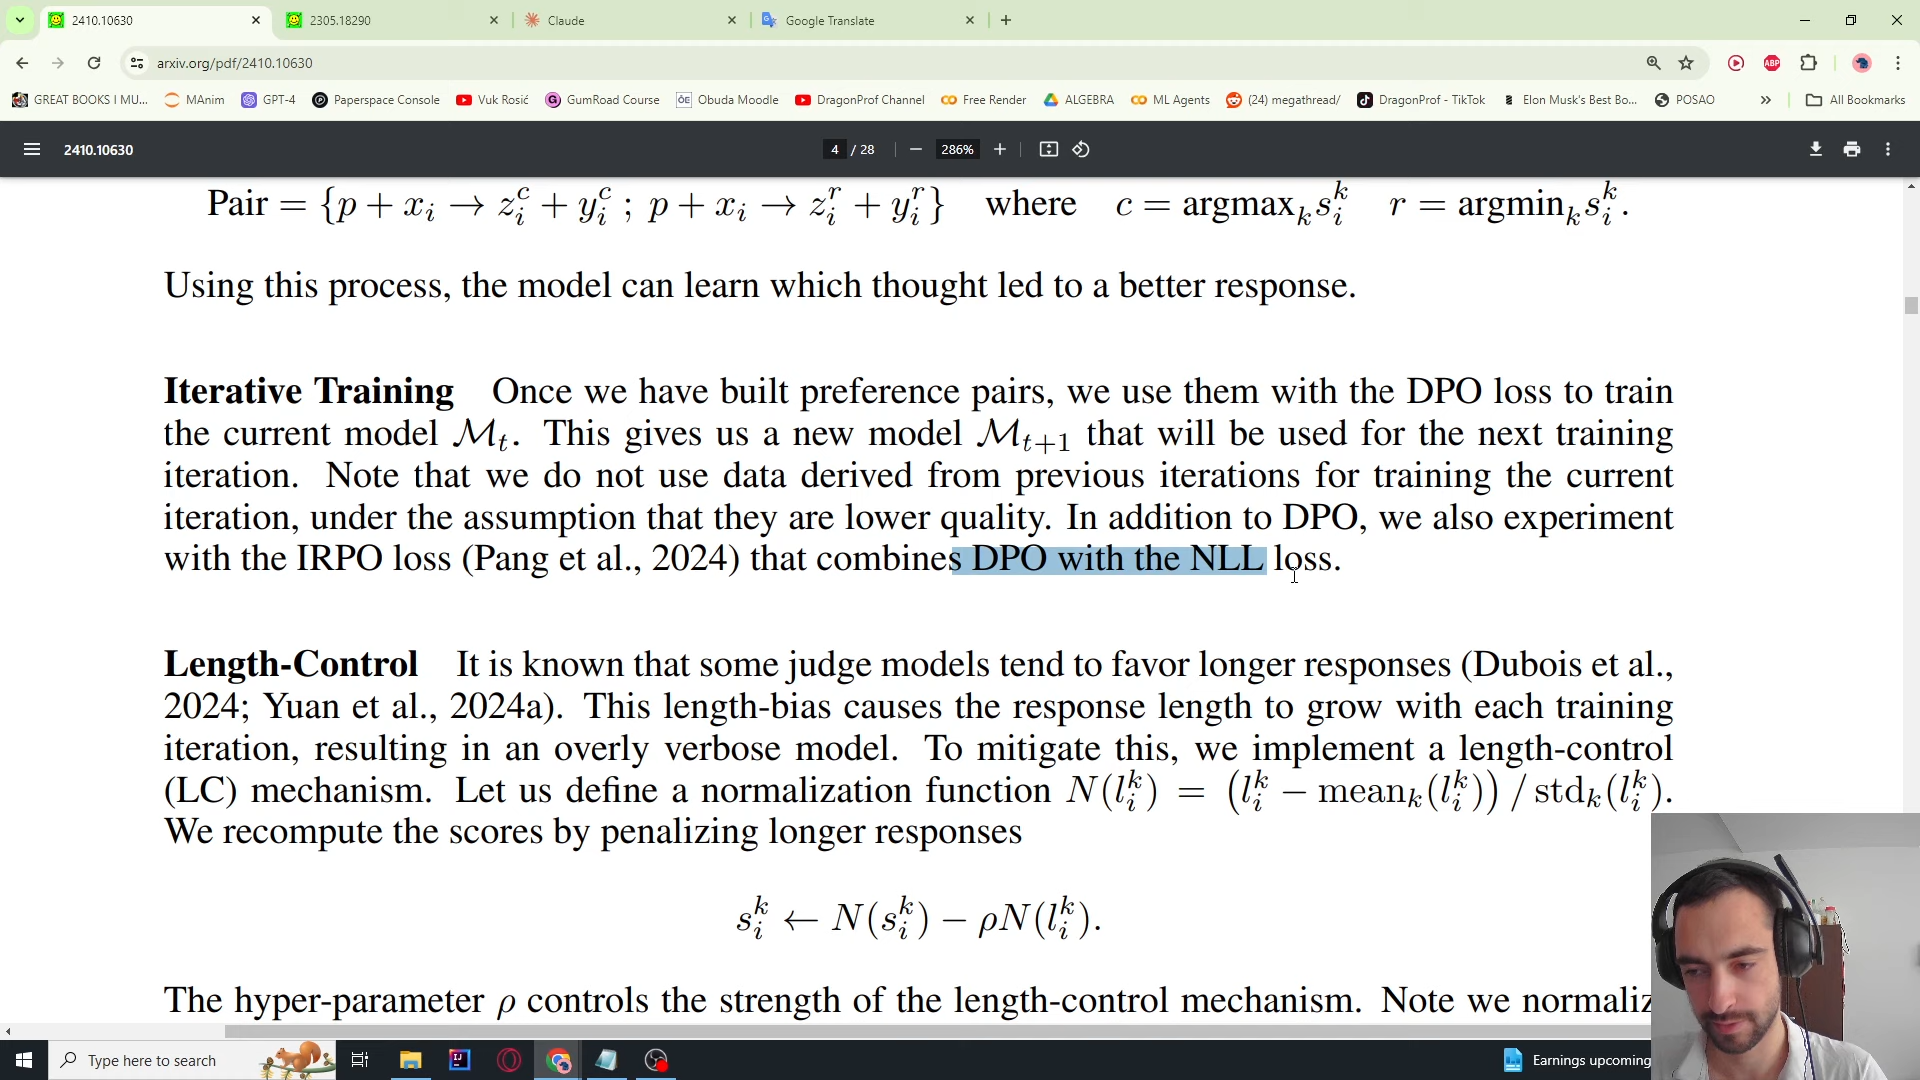 2410.10630
2305.18290
Claude
Google Translate
arxiv.org/pdf/2410.10630
GREAT BOOKS I MU...
MAnim
GPT-4
Paperspace Console
Vuk Rosić
GumRoad Course
Obuda Moodle
DragonProf Channel
Free Render
ALGEBRA
ML Agents
(24) megathread/
DragonProf - TikTok
Elon Musk's Best Bo...
POSAO
»
All Bookmarks
2410.10630
4 / 28
286%
Pair = {p + x_i → z_i^c + y_i^c ; p + x_i → z_i^r + y_i^r} where c = argmax_k s_i^k r = argmin_k s_i^k.
Using this process, the model can learn which thought led to a better response.
Iterative Training Once we have built preference pairs, we use them with the DPO loss to train
the current model M_t. This gives us a new model M_{t+1} that will be used for the next training
iteration. Note that we do not use data derived from previous iterations for training the current
iteration, under the assumption that they are lower quality. In addition to DPO, we also experiment
with the IRPO loss (Pang et al., 2024) that combines DPO with the NLL loss.
Length-Control It is known that some judge models tend to favor longer responses (Dubois et al.,
2024; Yuan et al., 2024a). This length-bias causes the response length to grow with each training
iteration, resulting in an overly verbose model. To mitigate this, we implement a length-control
(LC) mechanism. Let us define a normalization function N(l_i^k) = (l_i^k − mean_k(l_i^k)) / std_k(l_i^k).
We recompute the scores by penalizing longer responses
s_i^k ← N(s_i^k) − ρN(l_i^k).
The hyper-parameter ρ controls the strength of the length-control mechanism. Note we normaliz
Type here to search
Earnings upcoming